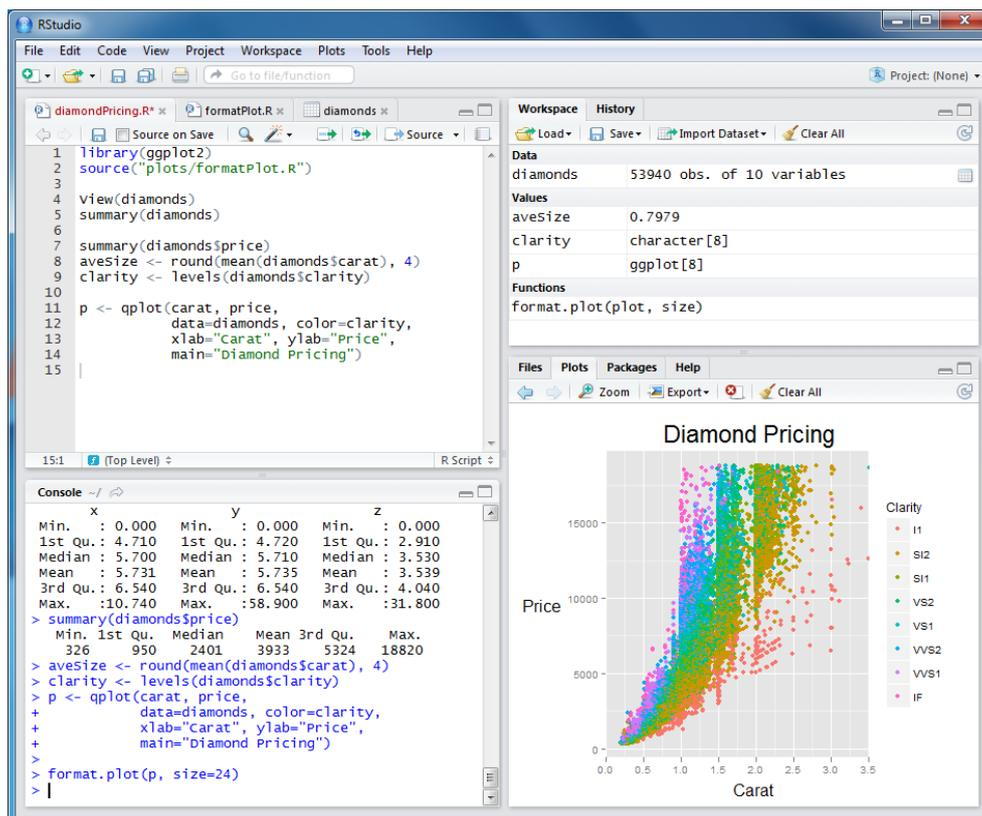 RStudio
File Edit Code View Project Workspace Plots Tools Help
Go to file/function
Project: (None)
diamondPricing.R* formatPlot.R diamonds
Source on Save Source
1 library(ggplot2)
2 source("plots/formatPlot.R")
3
4 View(diamonds)
5 summary(diamonds)
6
7 summary(diamonds$price)
8 aveSize <- round(mean(diamonds$carat), 4)
9 clarity <- levels(diamonds$clarity)
10
11 p <- qplot(carat, price,
12 data=diamonds, color=clarity,
13 xlab="Carat", ylab="Price",
14 main="Diamond Pricing")
15
15:1 (Top Level) R Script
Console ~/
x y z
Min. : 0.000 Min. : 0.000 Min. : 0.000
1st Qu.: 4.710 1st Qu.: 4.720 1st Qu.: 2.910
Median : 5.700 Median : 5.710 Median : 3.530
Mean : 5.731 Mean : 5.735 Mean : 3.539
3rd Qu.: 6.540 3rd Qu.: 6.540 3rd Qu.: 4.040
Max. :10.740 Max. :58.900 Max. :31.800
> summary(diamonds$price)
Min. 1st Qu. Median Mean 3rd Qu. Max.
326 950 2401 3933 5324 18820
> aveSize <- round(mean(diamonds$carat), 4)
> clarity <- levels(diamonds$clarity)
> p <- qplot(carat, price,
+ data=diamonds, color=clarity,
+ xlab="Carat", ylab="Price",
+ main="Diamond Pricing")
>
> format.plot(p, size=24)
>
Workspace History
Load Save Import Dataset Clear All
Data
diamonds 53940 obs. of 10 variables
Values
aveSize 0.7979
clarity character[8]
p ggplot[8]
Functions
format.plot(plot, size)
Files Plots Packages Help
Zoom Export Clear All
Diamond Pricing
Price
15000
10000
5000
0
0.0 0.5 1.0 1.5 2.0 2.5 3.0 3.5
Carat
Clarity
I1
SI2
SI1
VS2
VS1
VVS2
VVS1
IF